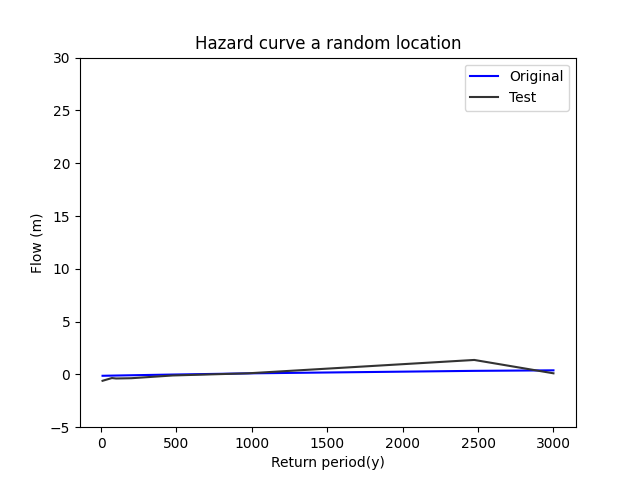 Hazard curve a random location
Original
Test
Flow (m)
30
25
20
15
10
5
0
−5
0 500 1000 1500 2000 2500 3000
Return period(y)